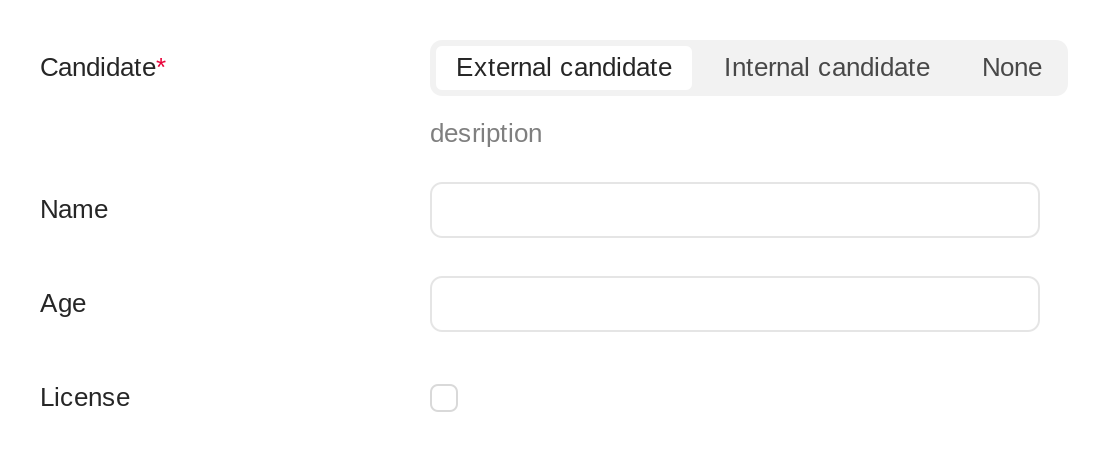 Candidate* External candidate Internal candidate None
desription
Name
Age
License